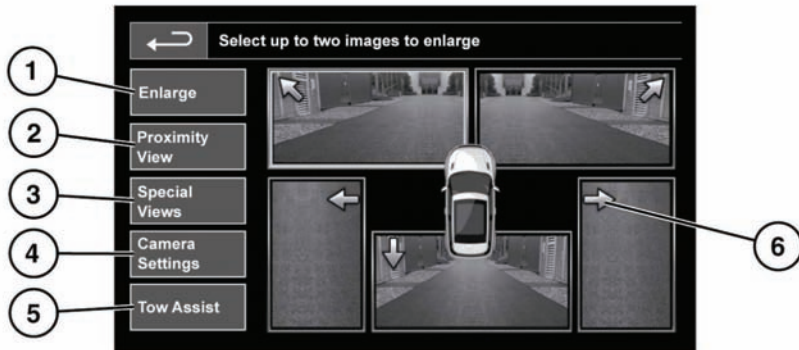 Select up to two images to enlarge
1
Enlarge
2
Proximity
View
3
Special
Views
4
Camera
Settings
5
Tow Assist
6